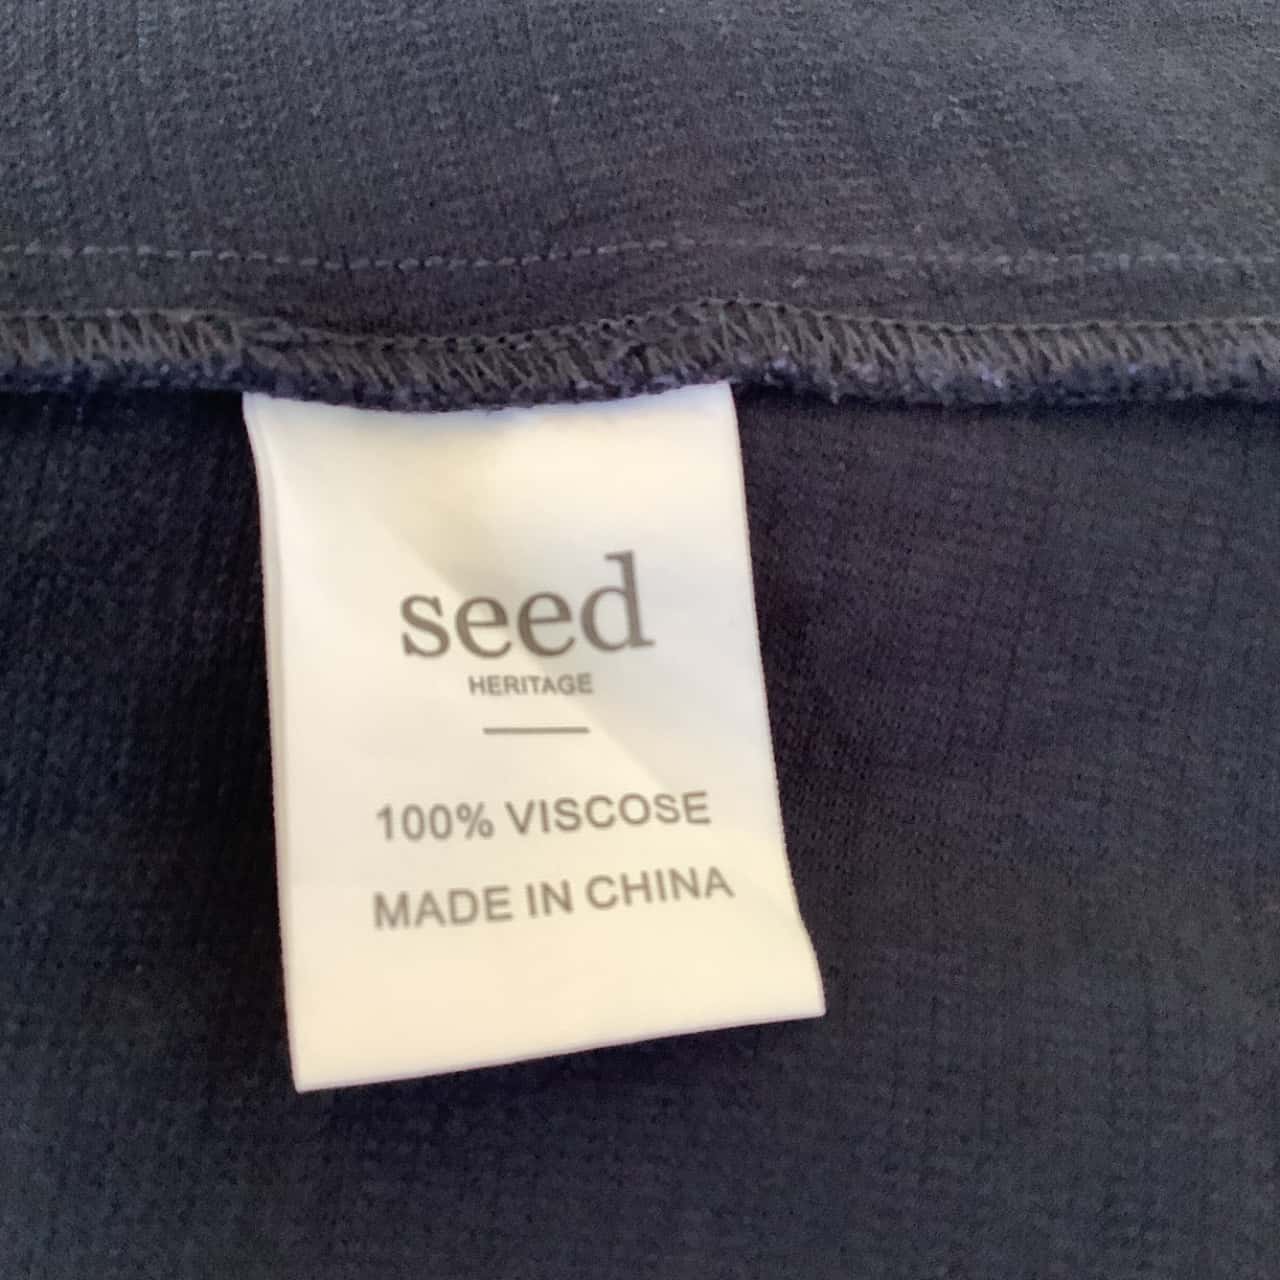 seed
HERITAGE
100% VISCOSE
MADE IN CHINA